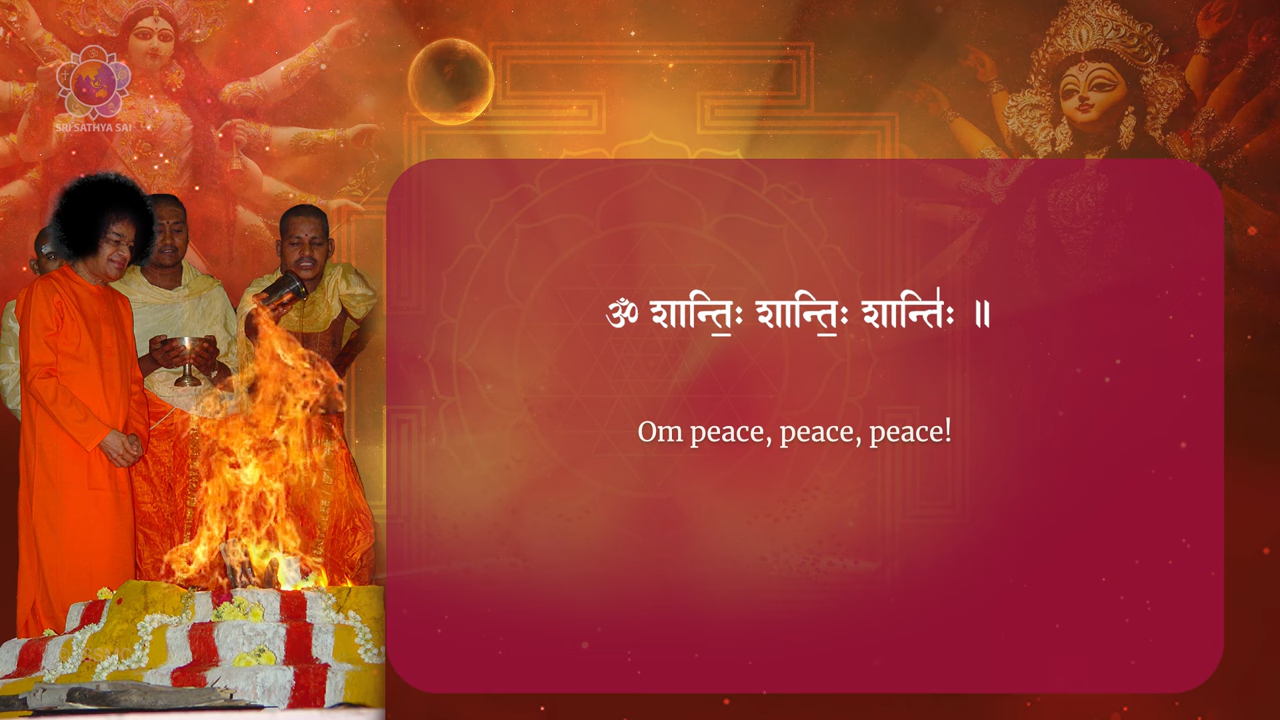 SRI SATHYA SAI
ॐ शान्ति॒ः शान्ति॒ः शान्ति॑ः ॥
Om peace, peace, peace!